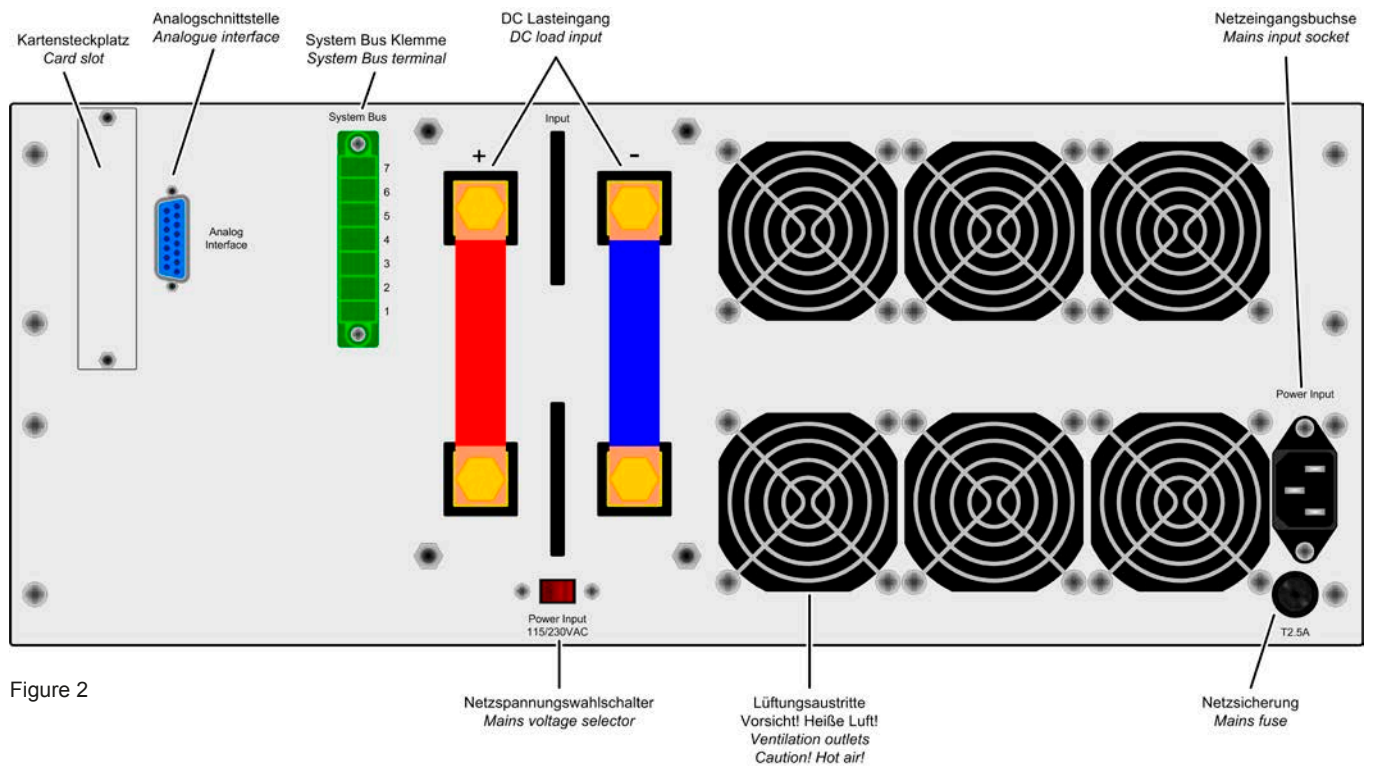 Kartensteckplatz
Card slot
Analogschnittstelle
Analogue interface
System Bus Klemme
System Bus terminal
DC Lasteingang
DC load input
Netzeingangsbuchse
Mains input socket
System Bus
7
6
5
4
3
2
1
Analog
Interface
Input
+
-
Power Input
T2.5A
Power Input
115/230VAC
Figure 2
Netzspannungswahlschalter
Mains voltage selector
Lüftungsaustritte
Vorsicht! Heiße Luft!
Ventilation outlets
Caution! Hot air!
Netzsicherung
Mains fuse